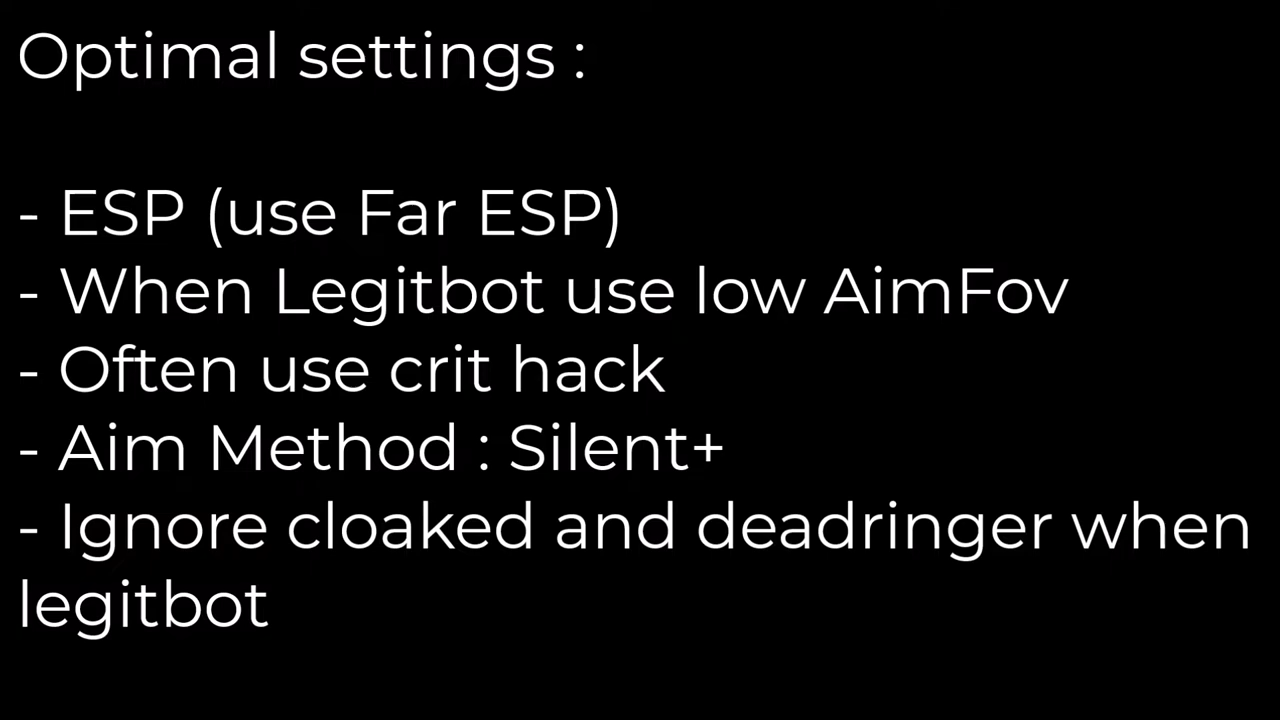 Optimal settings :
- ESP (use Far ESP)
- When Legitbot use low AimFov
- Often use crit hack
- Aim Method : Silent+
- Ignore cloaked and deadringer when
legitbot